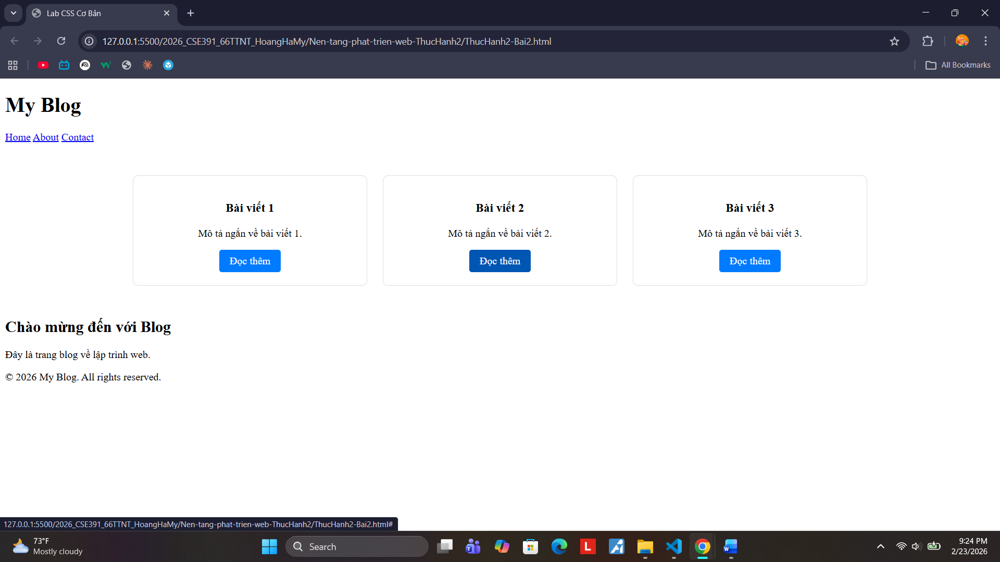 Lab CSS Cơ Bản
127.0.0.1:5500/2026_CSE391_66TTNT_HoangHaMy/Nen-tang-phat-trien-web-ThucHanh2/ThucHanh2-Bai2.html
All Bookmarks
My Blog
Home About Contact
Bài viết 1
Mô tả ngắn về bài viết 1.
Đọc thêm
Bài viết 2
Mô tả ngắn về bài viết 2.
Đọc thêm
Bài viết 3
Mô tả ngắn về bài viết 3.
Đọc thêm
Chào mừng đến với Blog
Đây là trang blog về lập trình web.
© 2026 My Blog. All rights reserved.
127.0.0.1:5500/2026_CSE391_66TTNT_HoangHaMy/Nen-tang-phat-trien-web-ThucHanh2/ThucHanh2-Bai2.html#
73°F
Mostly cloudy
Search
L
9:24 PM
2/23/2026